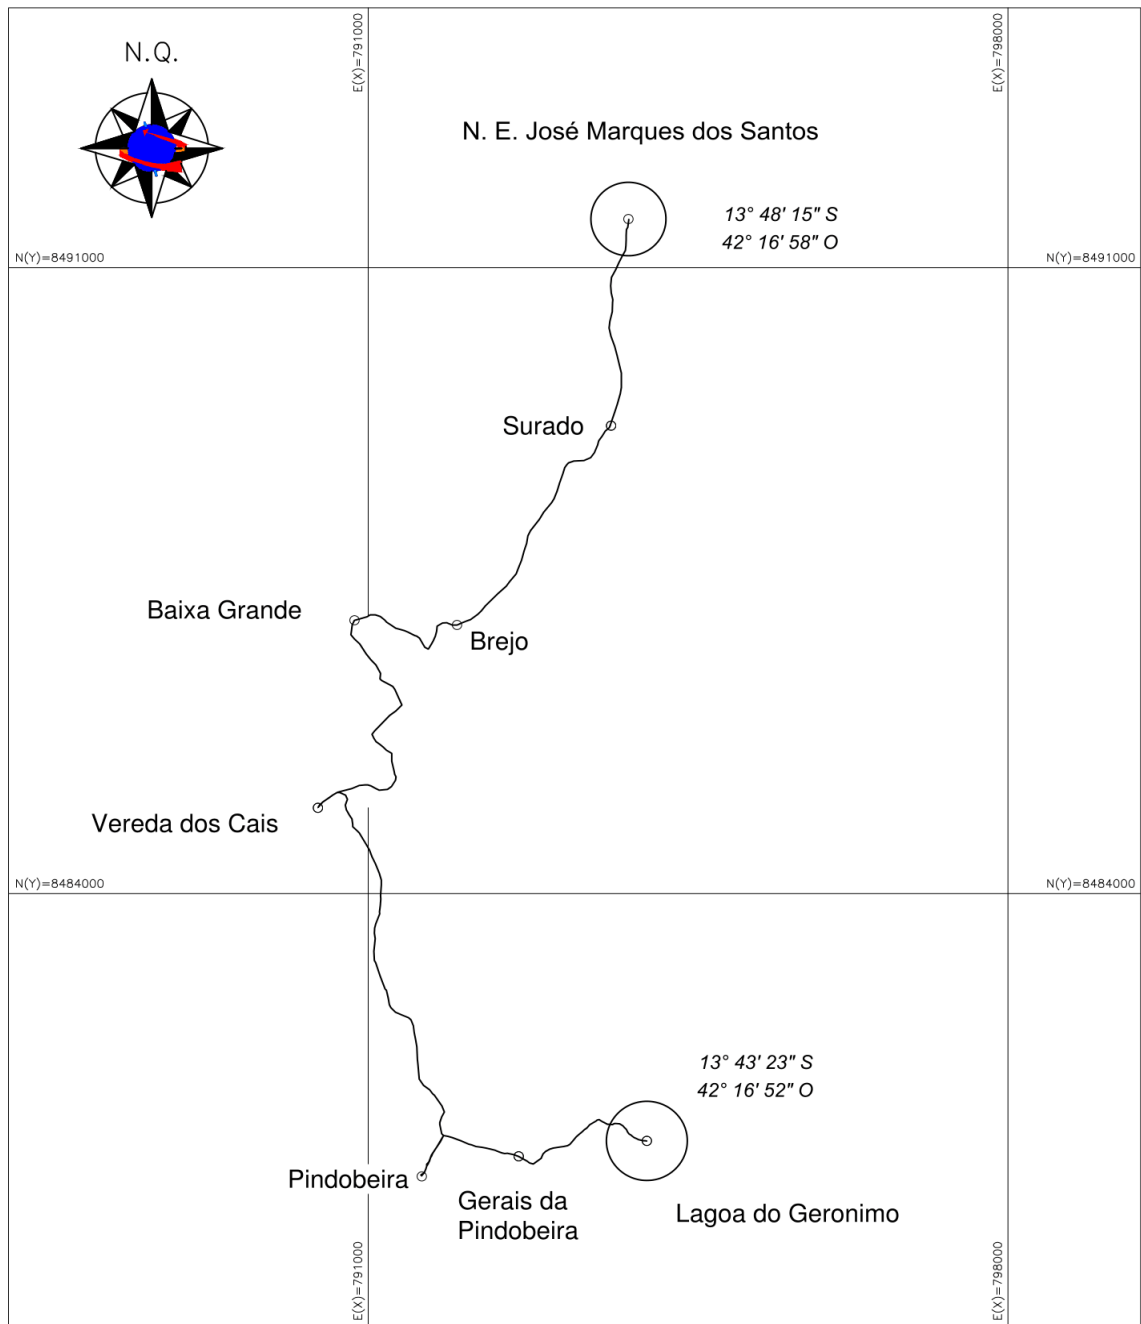 E(X)=791000
E(X)=798000
N.Q.
N. E. José Marques dos Santos
13° 48' 15" S
42° 16' 58" O
N(Y)=8491000
N(Y)=8491000
Surado
Baixa Grande
Brejo
Vereda dos Cais
N(Y)=8484000
N(Y)=8484000
13° 43' 23" S
42° 16' 52" O
Pindobeira
Gerais da
Pindobeira
Lagoa do Geronimo
E(X)=791000
E(X)=798000